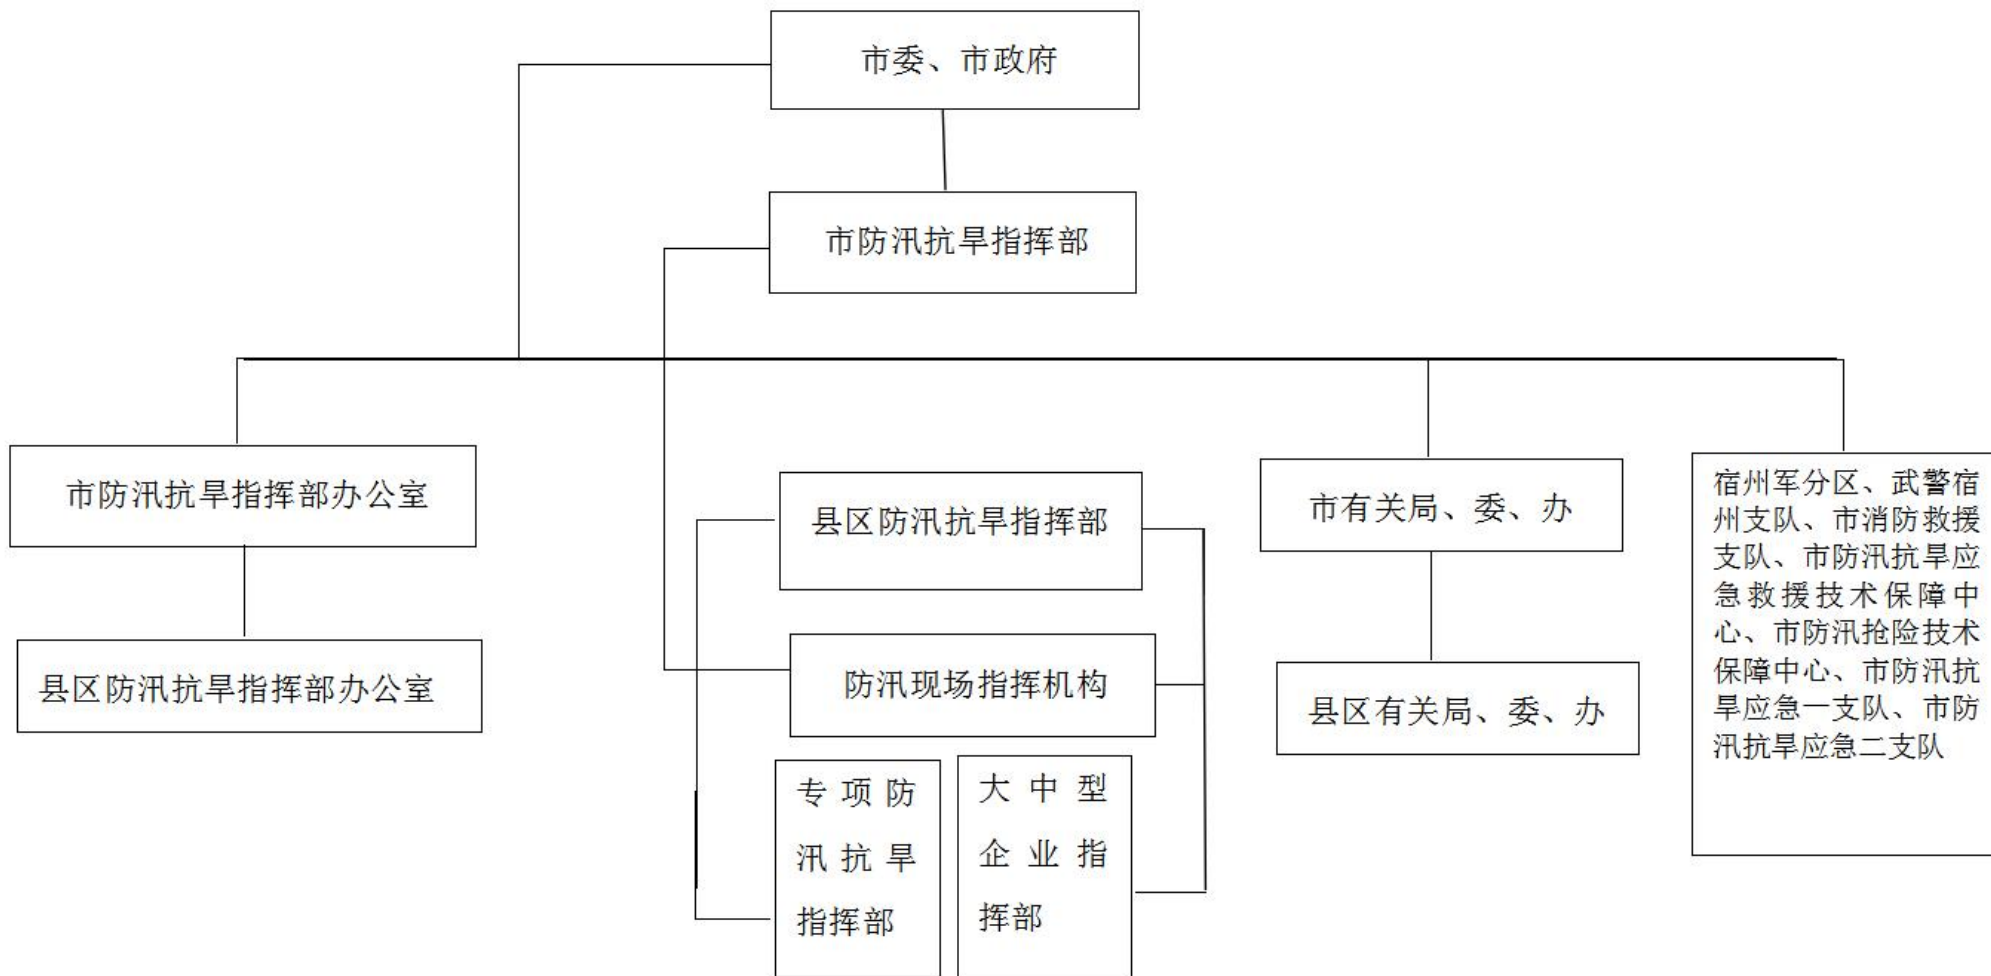 市委、市政府
市防汛抗旱指挥部
市防汛抗旱指挥部办公室
县区防汛抗旱指挥部办公室
县区防汛抗旱指挥部
防汛现场指挥机构
专项防
汛抗旱
指挥部
大中型
企业指
挥部
市有关局、委、办
县区有关局、委、办
宿州军分区、武警宿
州支队、市消防救援
支队、市防汛抗旱应
急救援技术保障中
心、市防汛抢险技术
保障中心、市防汛抗
旱应急一支队、市防
汛抗旱应急二支队